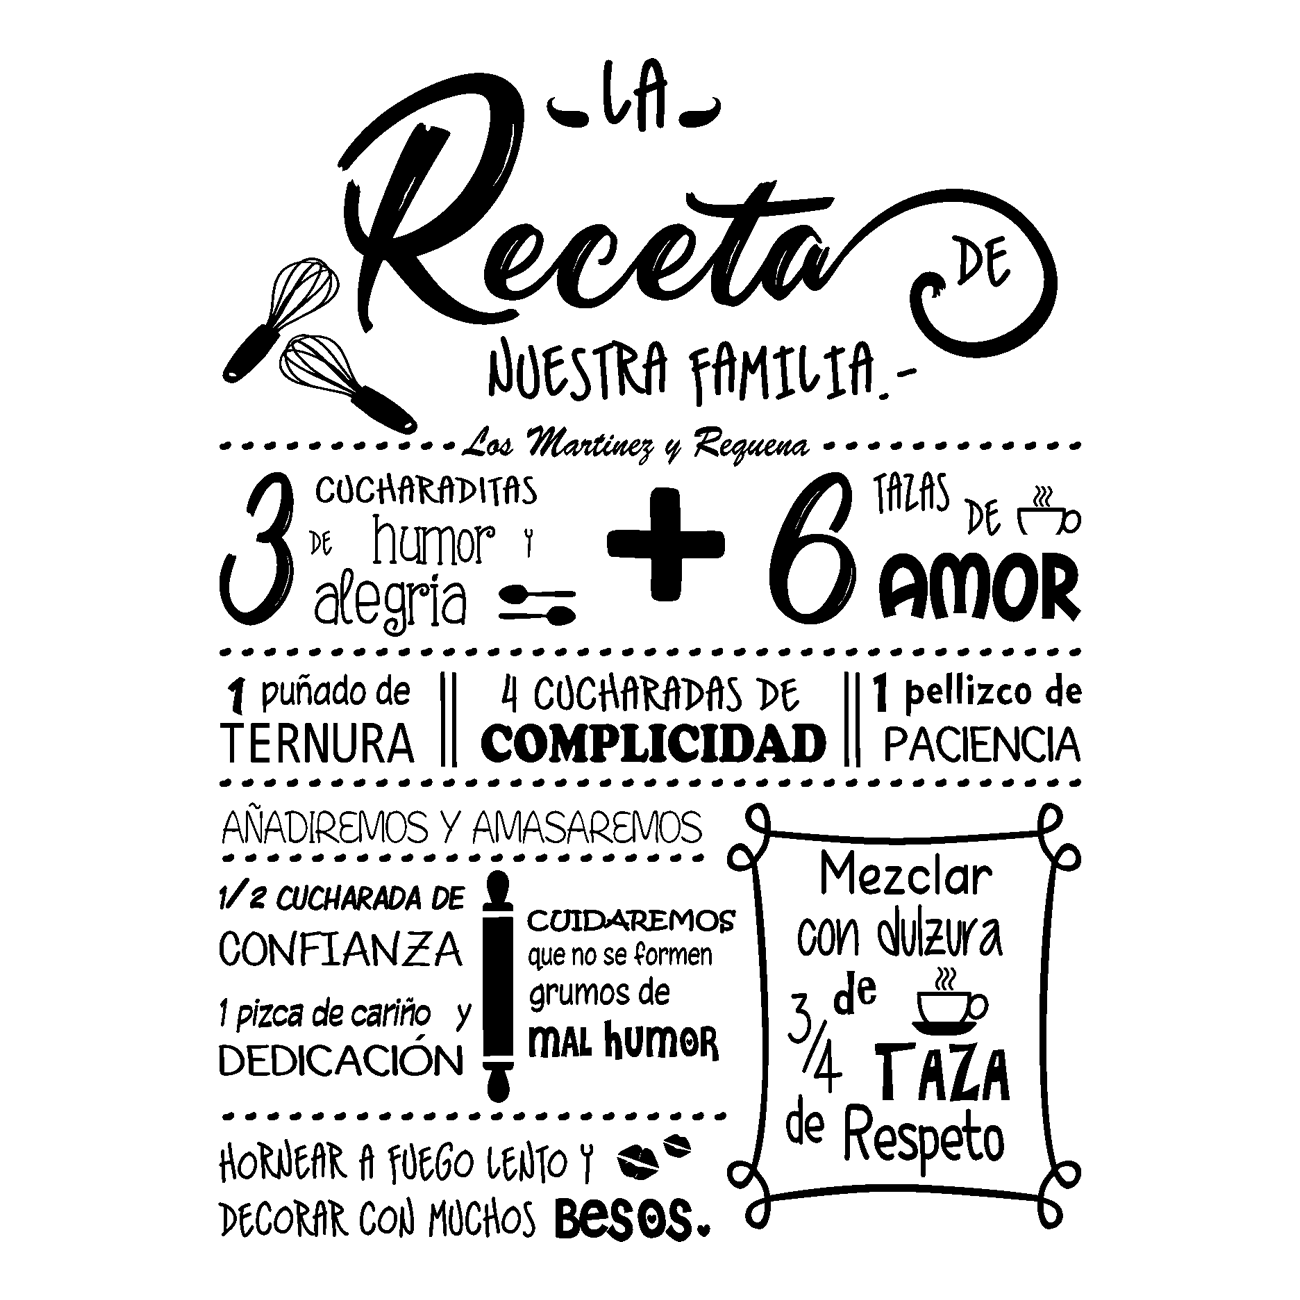 LA
Receta DE
NUESTRA FAMILIA.-
Los Martinez y Requena
3 CUCHARADITAS
DE humor Y
alegria
+
6 TAZAS
DE
AMOR
1 puñado de
TERNURA
4 CUCHARADAS DE
COMPLICIDAD
1 pellizco de
PACIENCIA
AÑADIREMOS Y AMASAREMOS
1/2 CUCHARADA DE
CONFIANZA
1 pizca de cariño y
DEDICACIÓN
CUIDAREMOS
que no se formen
grumos de
MAL HUMOR
Mezclar
con dulzura
de
3/4 TAZA
de Respeto
HORNEAR A FUEGO LENTO Y
DECORAR CON MUCHOS BESOS.